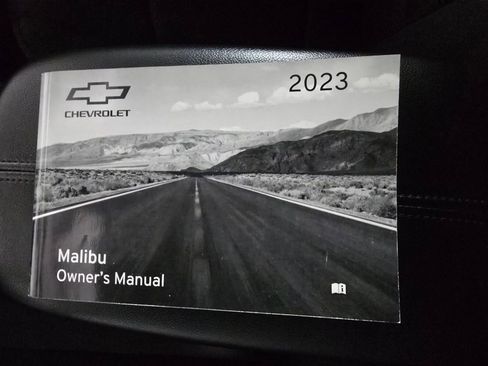 2023
CHEVROLET
Malibu
Owner's Manual